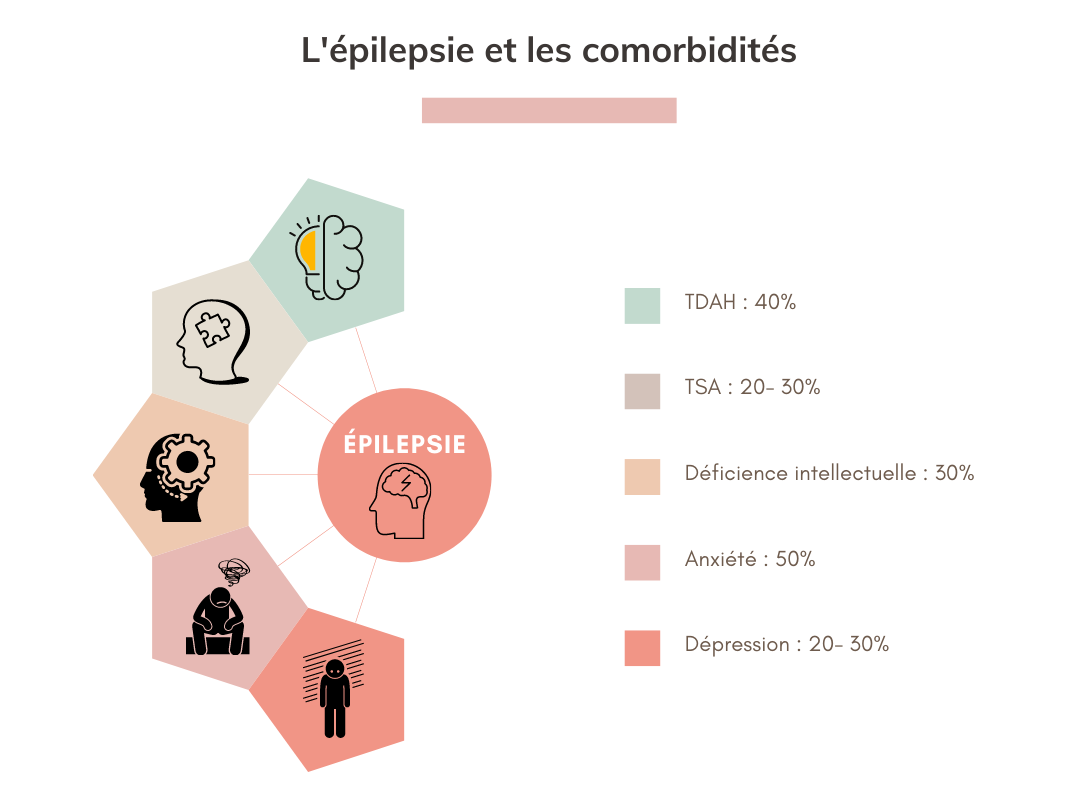 L'épilepsie et les comorbidités
ÉPILEPSIE
TDAH : 40%
TSA : 20- 30%
Déficience intellectuelle : 30%
Anxiété : 50%
Dépression : 20- 30%